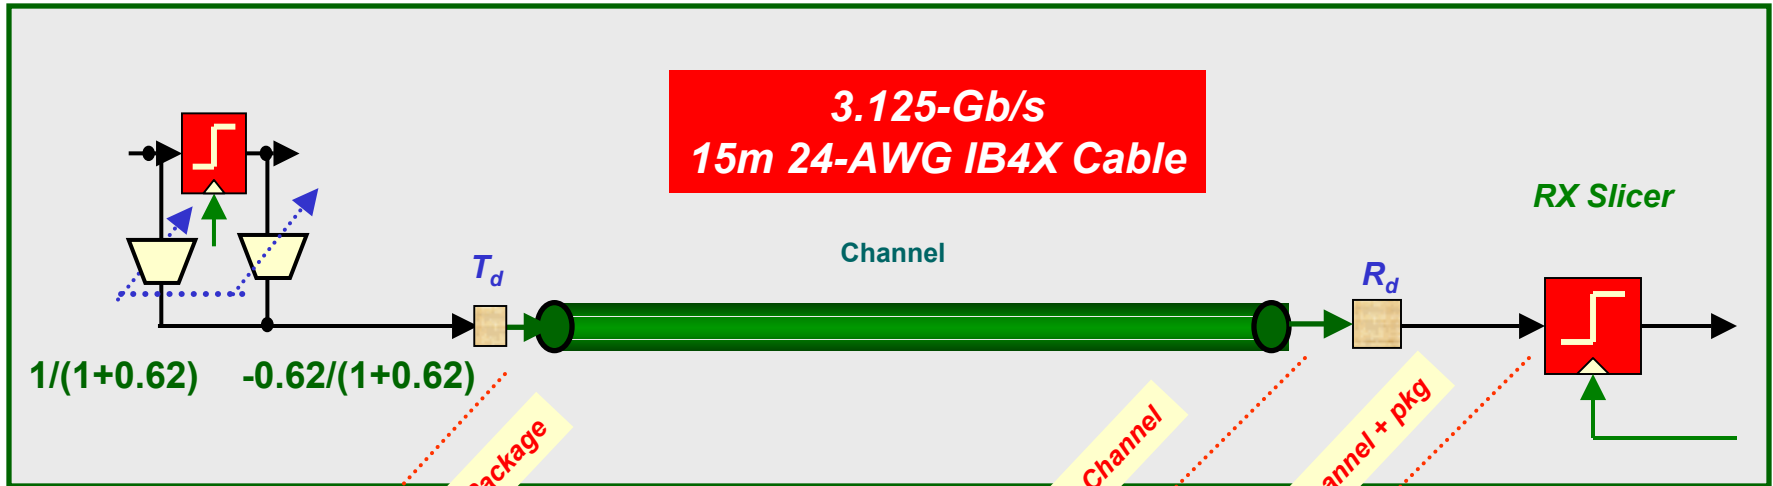 3.125-Gb/s
15m 24-AWG IB4X Cable
RX Slicer
Channel
Td
Rd
1/(1+0.62)
-0.62/(1+0.62)
Channel
+ pkg